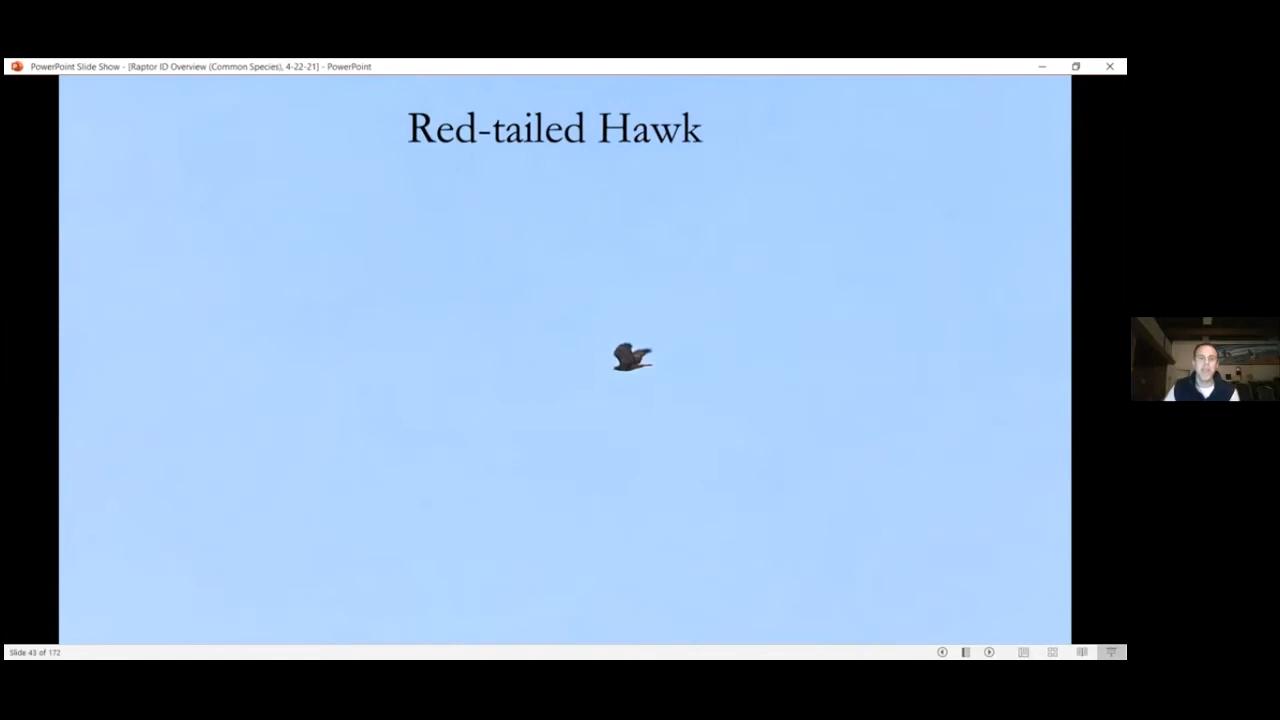 PowerPoint Slide Show - [Raptor ID Overview (Common Species), 4-22-21] - PowerPoint
Red-tailed Hawk
Slide 43 of 172